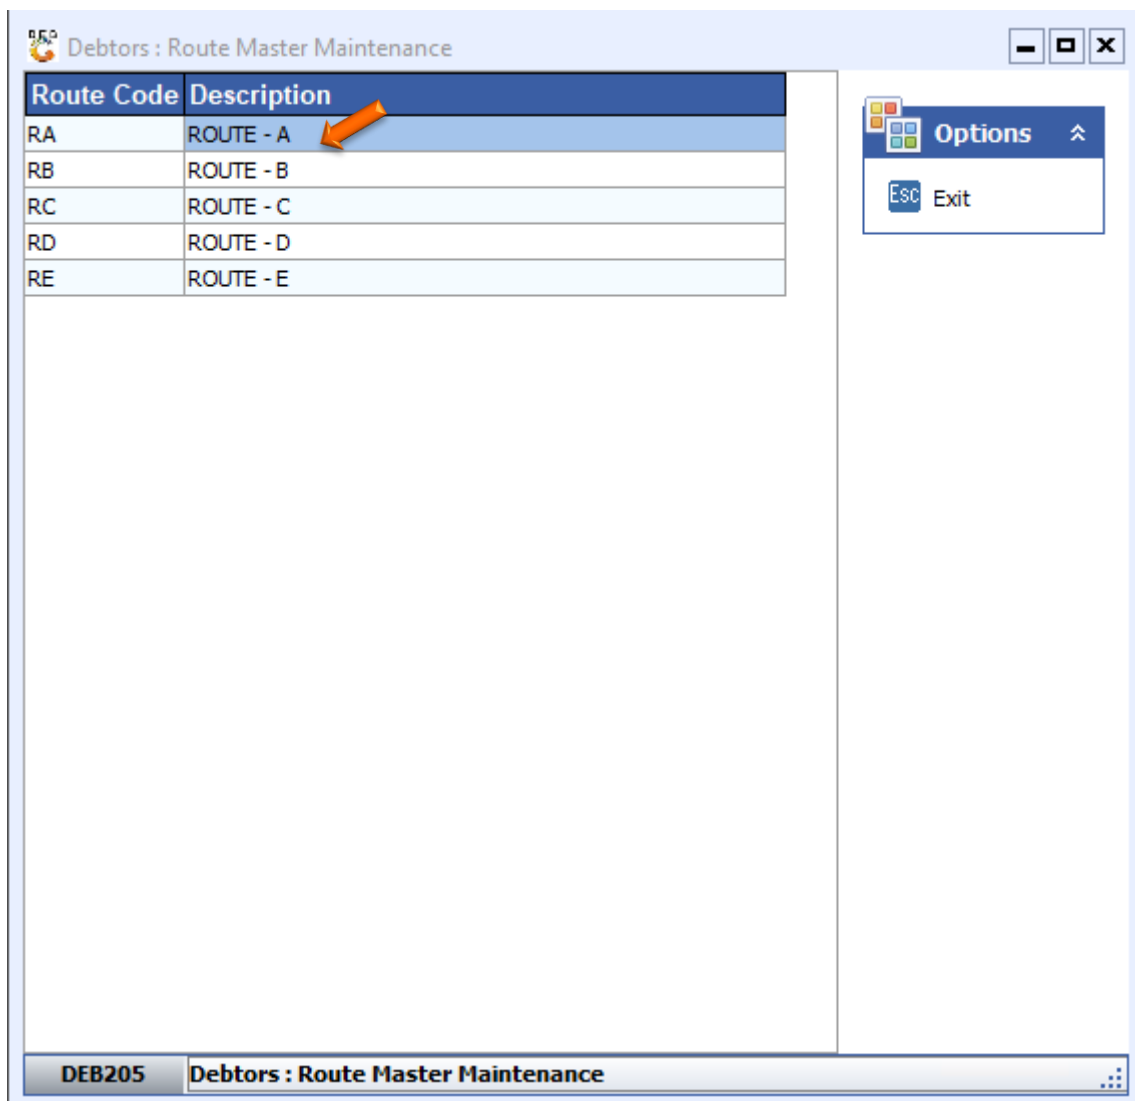 Debtors : Route Master Maintenance
Route Code Description
RA ROUTE - A
RB ROUTE - B
RC ROUTE - C
RD ROUTE - D
RE ROUTE - E
Options
Esc Exit
DEB205 Debtors : Route Master Maintenance